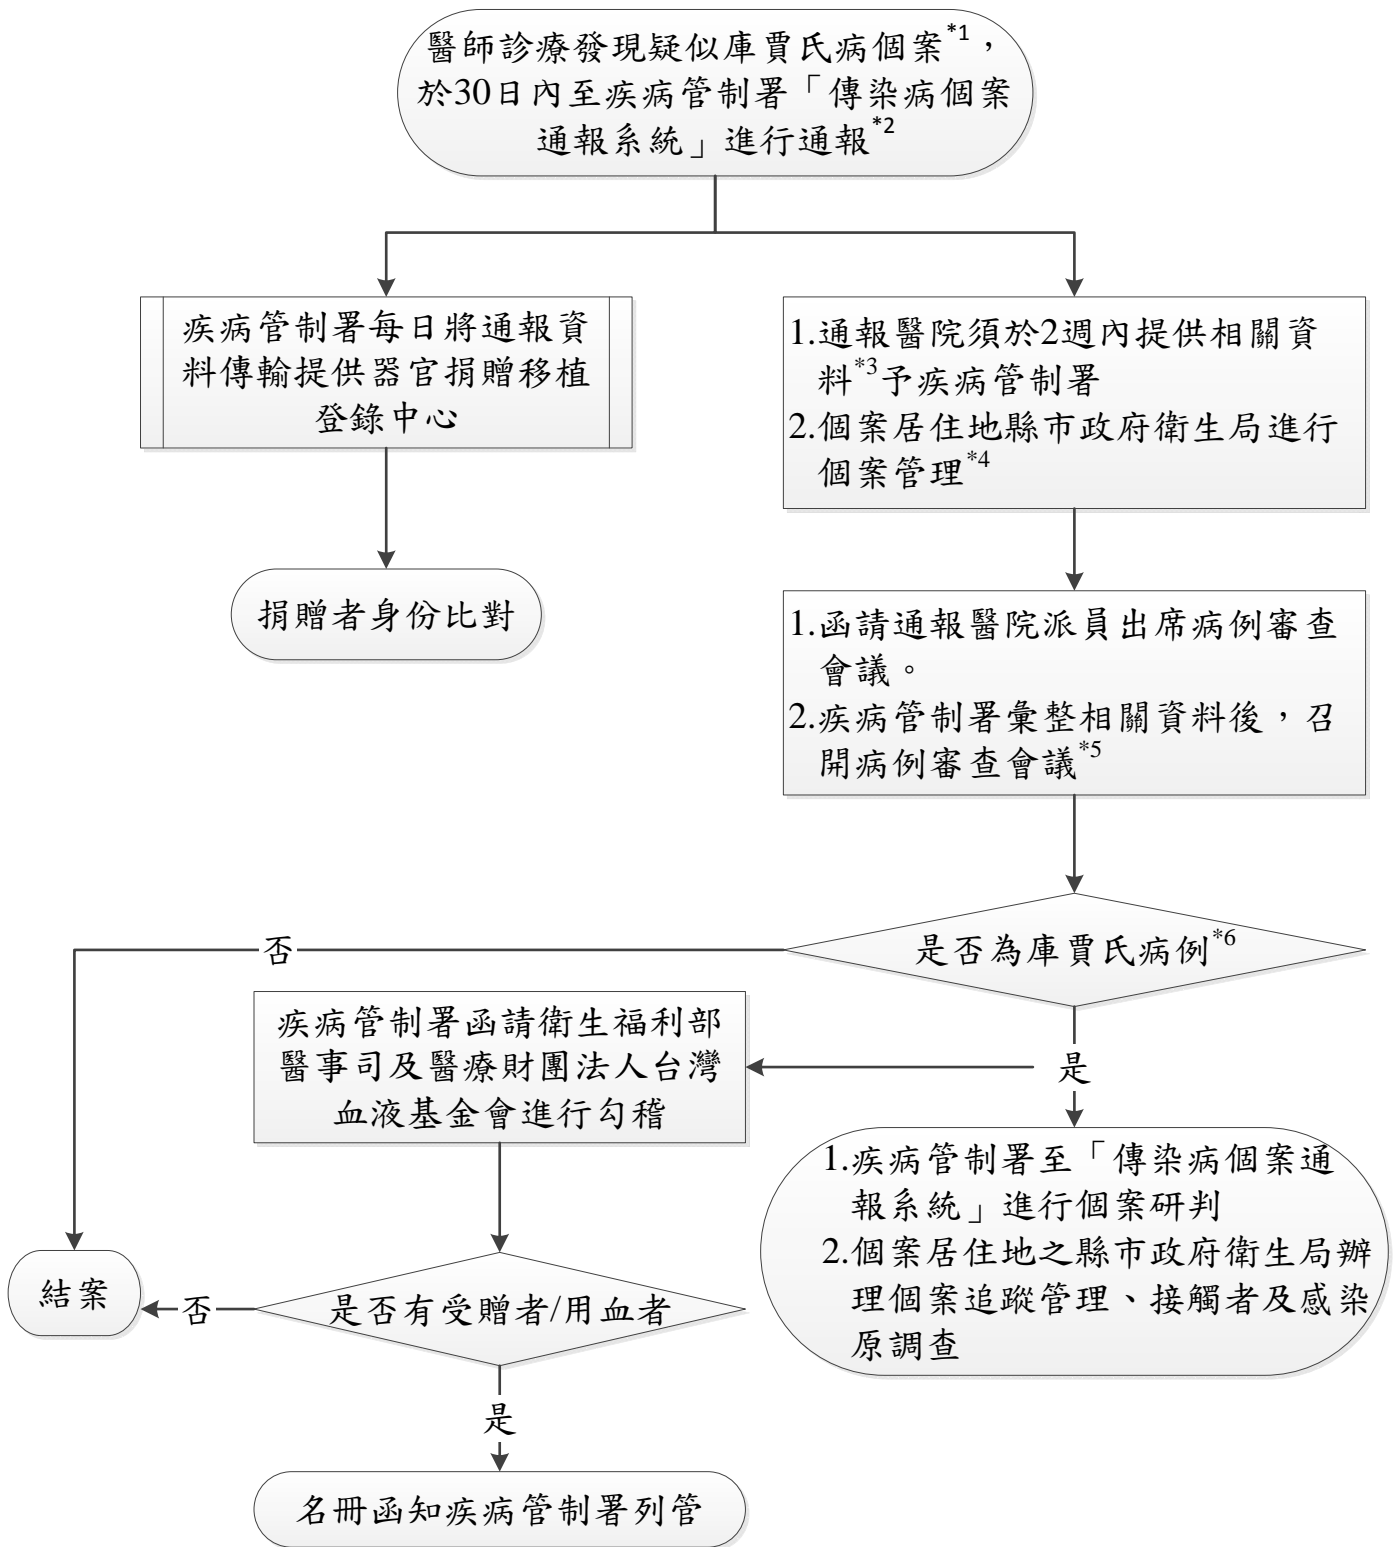 醫師診療發現疑似庫賈氏病個案*1，
於30日內至疾病管制署「傳染病個案
通報系統」進行通報*2
疾病管制署每日將通報資
料傳輸提供器官捐贈移植
登錄中心
捐贈者身份比對
1.通報醫院須於2週內提供相關資
料*3予疾病管制署
2.個案居住地縣市政府衛生局進行
個案管理*4
1.函請通報醫院派員出席病例審查
會議。
2.疾病管制署彙整相關資料後，召
開病例審查會議*5
是否為庫賈氏病例*6
否
是
疾病管制署函請衛生福利部
醫事司及醫療財團法人台灣
血液基金會進行勾稽
1.疾病管制署至「傳染病個案通
報系統」進行個案研判
2.個案居住地之縣市政府衛生局辦
理個案追蹤管理、接觸者及感染
原調查
是否有受贈者/用血者
否
結案
是
名冊函知疾病管制署列管